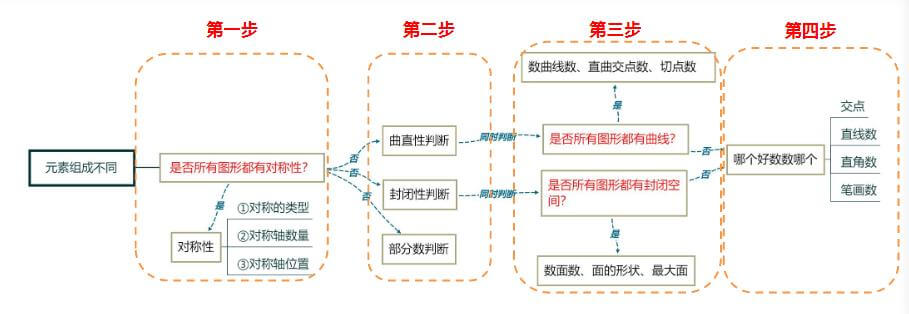 第一步
第二步
第三步
第四步
元素组成不同
是否所有图形都有对称性?
是
对称性
①对称的类型
②对称轴数量
③对称轴位置
否
否
否
曲直性判断
封闭性判断
部分数判断
同时判断
同时判断
数曲线数、直曲交点数、切点数
是
是否所有图形都有曲线?
是否所有图形都有封闭空
间?
是
数面数、面的形状、最大面
否
否
哪个好数数哪个
交点
直线数
直角数
笔画数